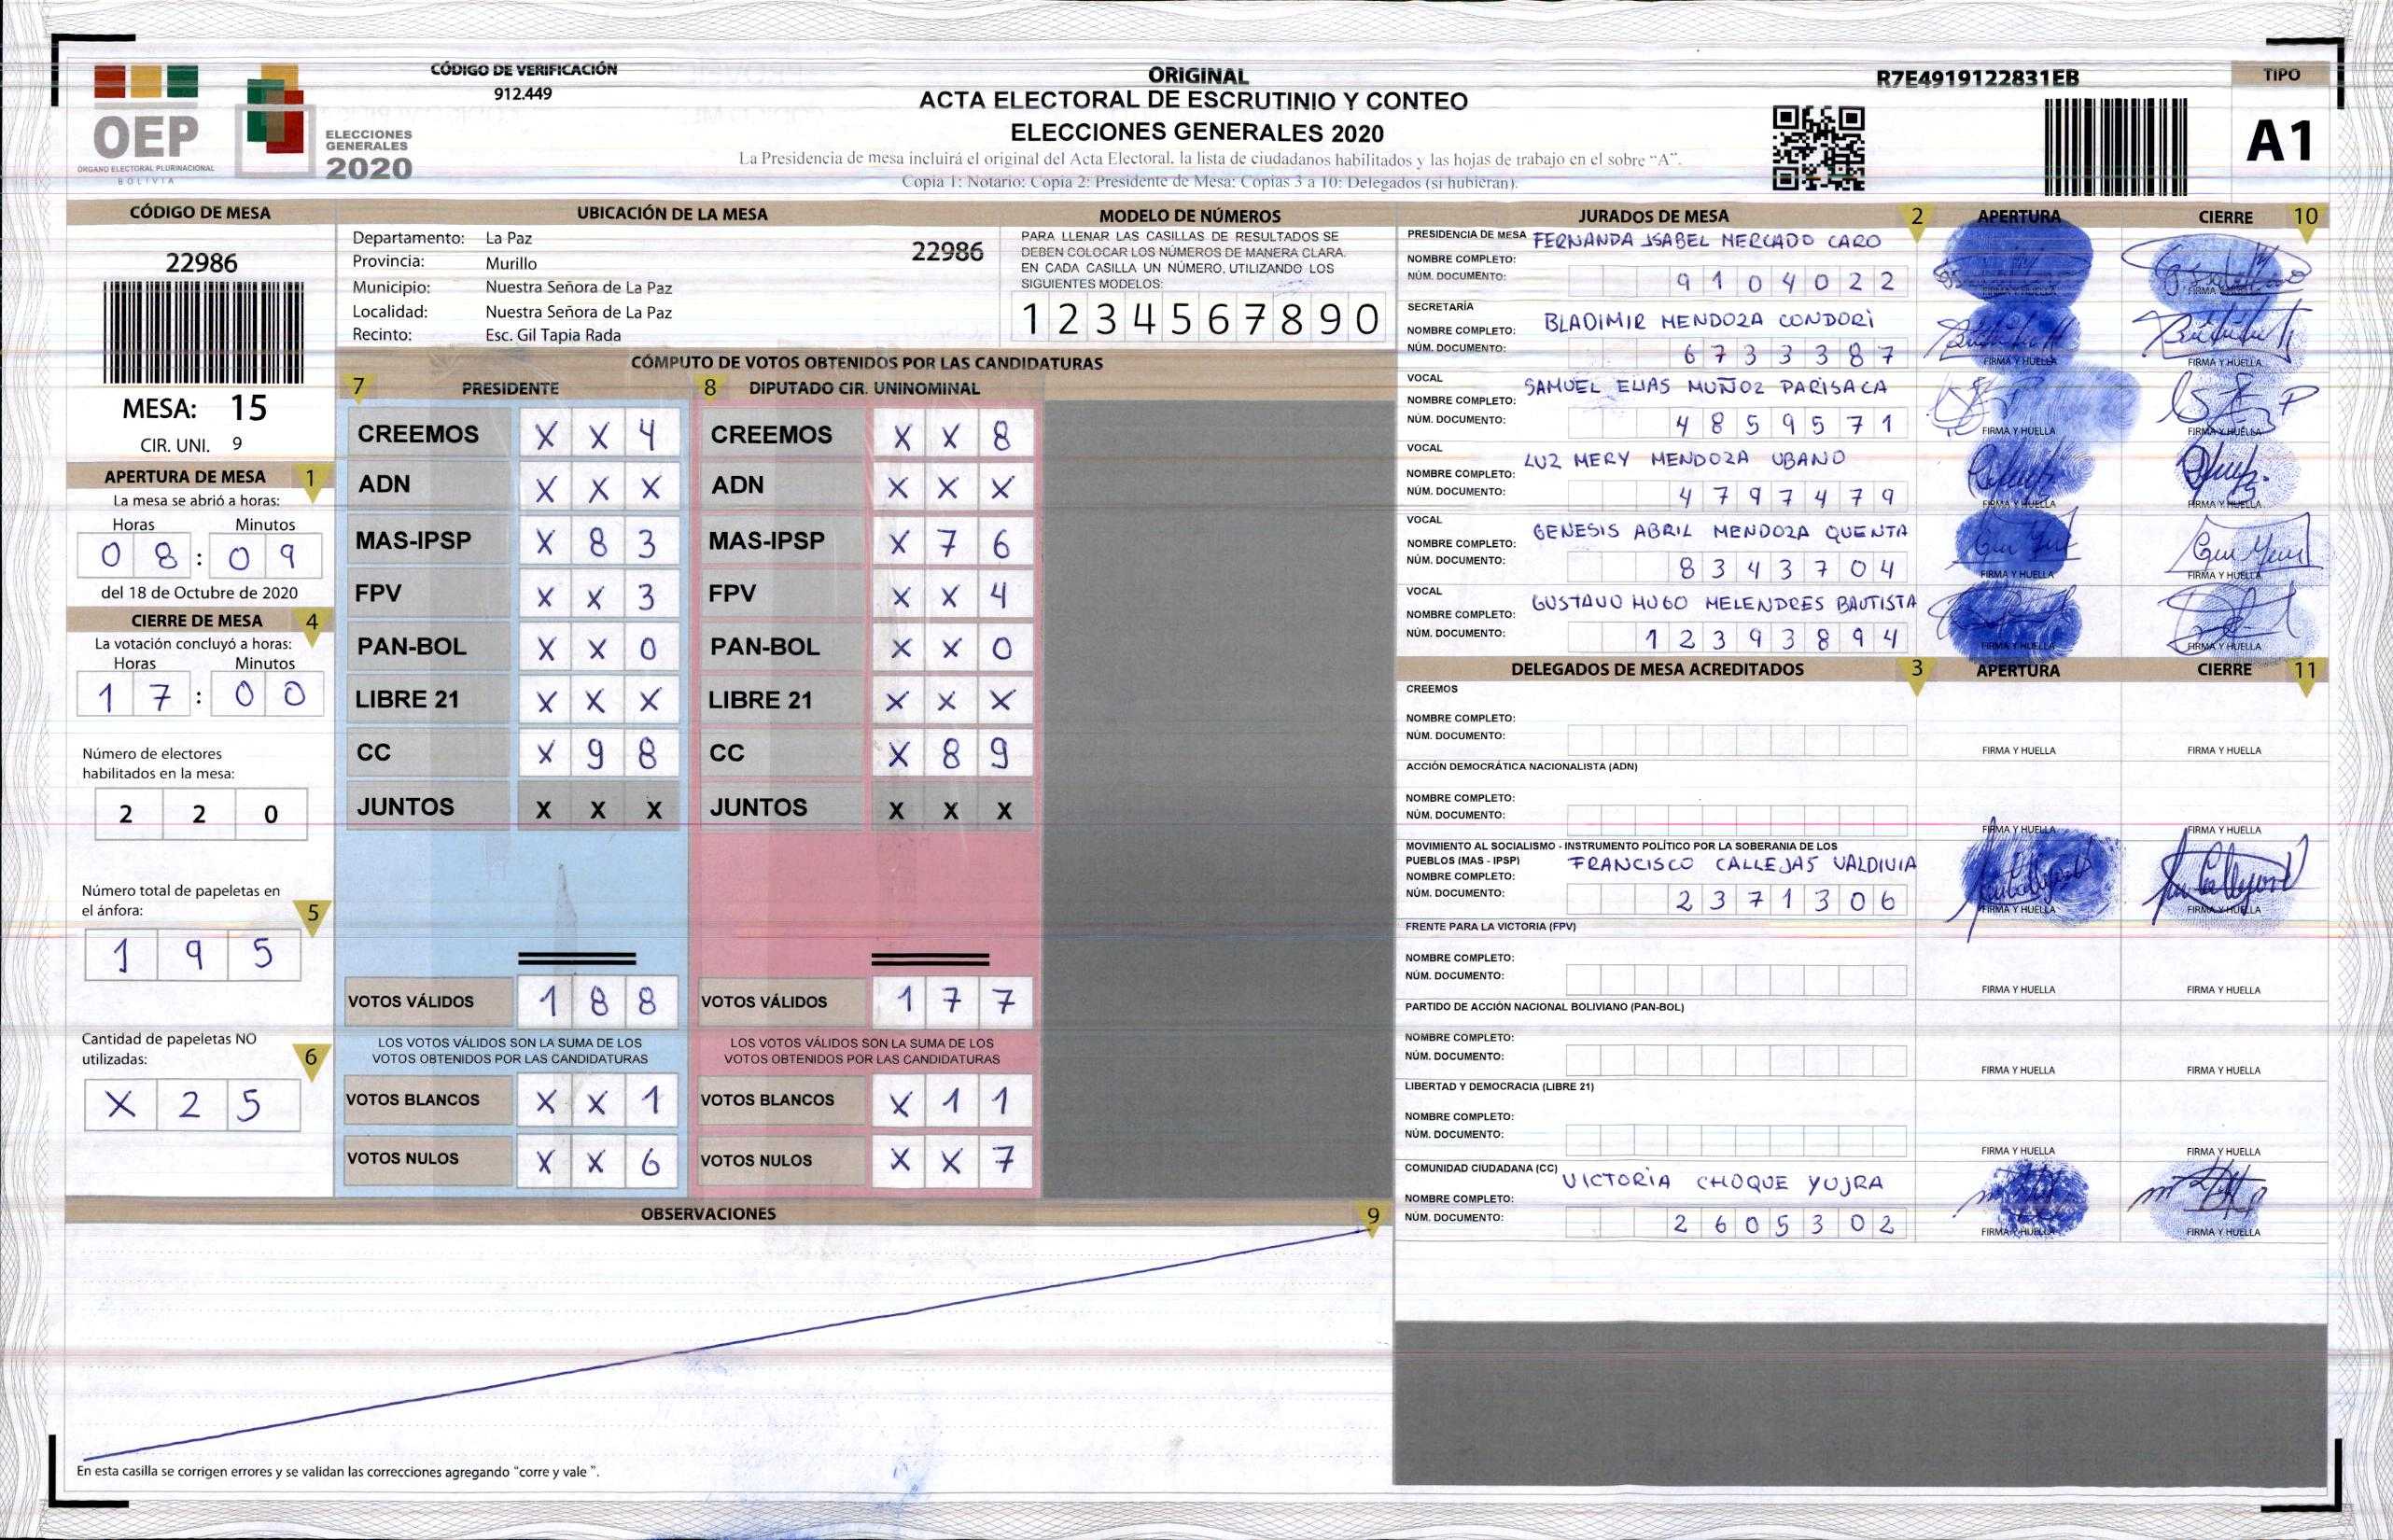 CÓDIGO DE VERIFICACIÓN
912.449
OEP
ÓRGANO ELECTORAL PLURINACIONAL
BOLIVIA
ELECCIONES
GENERALES
2020
ORIGINAL
ACTA ELECTORAL DE ESCRUTINIO Y CONTEO
ELECCIONES GENERALES 2020
La Presidencia de mesa incluirá el original del Acta Electoral, la lista de ciudadanos habilitados y las hojas de trabajo en el sobre “A”.
Copia 1: Notario; Copia 2: Presidente de Mesa; Copias 3 a 10: Delegados (si hubieran).
R7E4919122831EB
TIPO
A1
CÓDIGO DE MESA
22986
MESA: 15
CIR. UNI. 9
APERTURA DE MESA 1
La mesa se abrió a horas:
Horas Minutos
0 8 : 0 9
del 18 de Octubre de 2020
CIERRE DE MESA 4
La votación concluyó a horas:
Horas Minutos
1 7 : 0 0
Número de electores
habilitados en la mesa:
2 2 0
Número total de papeletas en
el ánfora: 5
1 9 5
Cantidad de papeletas NO
utilizadas: 6
X 2 5
UBICACIÓN DE LA MESA
Departamento: La Paz
22986
Provincia: Murillo
Municipio: Nuestra Señora de La Paz
Localidad: Nuestra Señora de La Paz
Recinto: Esc. Gil Tapia Rada
MODELO DE NÚMEROS
PARA LLENAR LAS CASILLAS DE RESULTADOS SE
DEBEN COLOCAR LOS NÚMEROS DE MANERA CLARA.
EN CADA CASILLA UN NÚMERO, UTILIZANDO LOS
SIGUIENTES MODELOS:
1 2 3 4 5 6 7 8 9 0
CÓMPUTO DE VOTOS OBTENIDOS POR LAS CANDIDATURAS
7 PRESIDENTE
CREEMOS X X 4
ADN X X X
MAS-IPSP X 8 3
FPV X X 3
PAN-BOL X X 0
LIBRE 21 X X X
CC X 9 8
JUNTOS X X X
VOTOS VÁLIDOS 1 8 8
LOS VOTOS VÁLIDOS SON LA SUMA DE LOS
VOTOS OBTENIDOS POR LAS CANDIDATURAS
VOTOS BLANCOS X X 1
VOTOS NULOS X X 6
8 DIPUTADO CIR. UNINOMINAL
CREEMOS X X 8
ADN X X X
MAS-IPSP X 7 6
FPV X X 4
PAN-BOL X X 0
LIBRE 21 X X X
CC X 8 9
JUNTOS X X X
VOTOS VÁLIDOS 1 7 7
LOS VOTOS VÁLIDOS SON LA SUMA DE LOS
VOTOS OBTENIDOS POR LAS CANDIDATURAS
VOTOS BLANCOS X 1 1
VOTOS NULOS X X 7
OBSERVACIONES 9
En esta casilla se corrigen errores y se validan las correcciones agregando “corre y vale ”.
JURADOS DE MESA 2 APERTURA CIERRE 10
PRESIDENCIA DE MESA FERNANDA ISABEL MERCADO CARO
NOMBRE COMPLETO:
NÚM. DOCUMENTO: 9 1 0 4 0 2 2
FIRMA Y HUELLA FIRMA Y HUELLA
SECRETARÍA
NOMBRE COMPLETO: BLADIMIR MENDOZA CONDORI
NÚM. DOCUMENTO: 6 7 3 3 3 8 7
FIRMA Y HUELLA FIRMA Y HUELLA
VOCAL SAMUEL ELIAS MUÑOZ PARISACA
NOMBRE COMPLETO:
NÚM. DOCUMENTO: 4 8 5 9 5 7 1
FIRMA Y HUELLA FIRMA Y HUELLA
VOCAL LUZ MERY MENDOZA UBANO
NOMBRE COMPLETO:
NÚM. DOCUMENTO: 4 7 9 7 4 7 9
FIRMA Y HUELLA FIRMA Y HUELLA
VOCAL GENESIS ABRIL MENDOZA QUENTA
NOMBRE COMPLETO:
NÚM. DOCUMENTO: 8 3 4 3 7 0 4
FIRMA Y HUELLA FIRMA Y HUELLA
VOCAL GUSTAVO HUGO MELENDRES BAUTISTA
NOMBRE COMPLETO:
NÚM. DOCUMENTO: 1 2 3 9 3 8 9 4
FIRMA Y HUELLA FIRMA Y HUELLA
DELEGADOS DE MESA ACREDITADOS 3 APERTURA CIERRE 11
CREEMOS
NOMBRE COMPLETO:
NÚM. DOCUMENTO:
FIRMA Y HUELLA FIRMA Y HUELLA
ACCIÓN DEMOCRÁTICA NACIONALISTA (ADN)
NOMBRE COMPLETO:
NÚM. DOCUMENTO:
FIRMA Y HUELLA FIRMA Y HUELLA
MOVIMIENTO AL SOCIALISMO - INSTRUMENTO POLÍTICO POR LA SOBERANIA DE LOS
PUEBLOS (MAS - IPSP) FRANCISCO CALLEJAS VALDIVIA
NOMBRE COMPLETO:
NÚM. DOCUMENTO: 2 3 7 1 3 0 6
FIRMA Y HUELLA FIRMA Y HUELLA
FRENTE PARA LA VICTORIA (FPV)
NOMBRE COMPLETO:
NÚM. DOCUMENTO:
FIRMA Y HUELLA FIRMA Y HUELLA
PARTIDO DE ACCIÓN NACIONAL BOLIVIANO (PAN-BOL)
NOMBRE COMPLETO:
NÚM. DOCUMENTO:
FIRMA Y HUELLA FIRMA Y HUELLA
LIBERTAD Y DEMOCRACIA (LIBRE 21)
NOMBRE COMPLETO:
NÚM. DOCUMENTO:
FIRMA Y HUELLA FIRMA Y HUELLA
COMUNIDAD CIUDADANA (CC) VICTORIA CHOQUE YUJRA
NOMBRE COMPLETO:
NÚM. DOCUMENTO: 2 6 0 5 3 0 2
FIRMA Y HUELLA FIRMA Y HUELLA